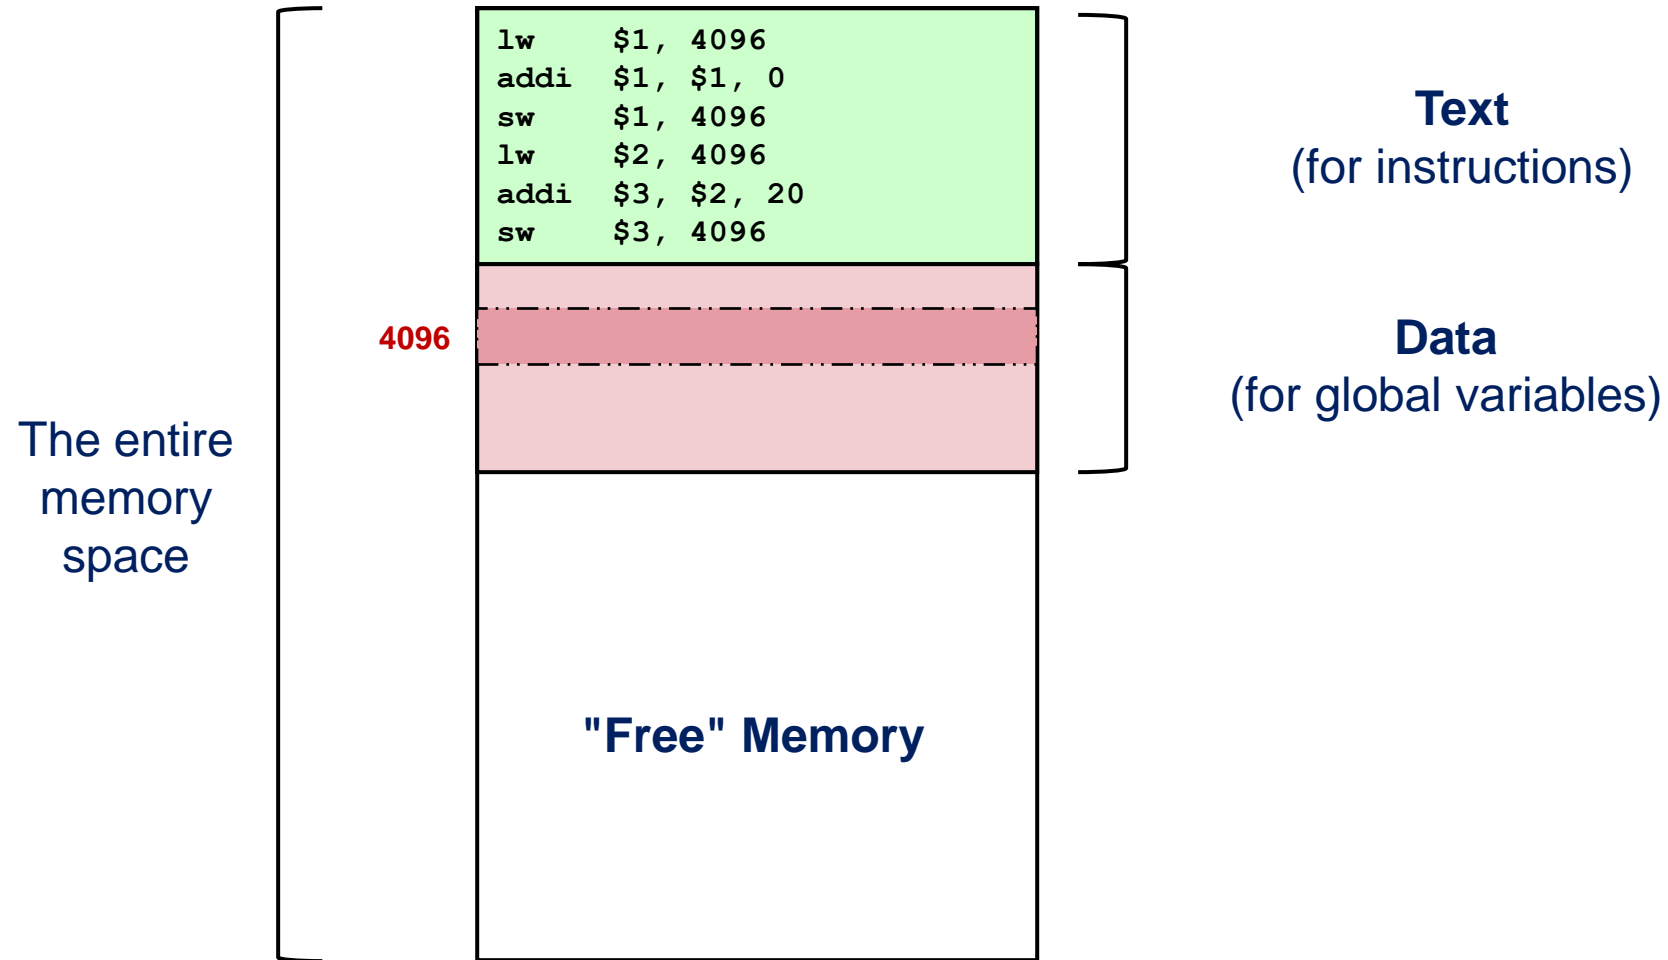 lw $1, 4096
addi $1, $1, 0
sw $1, 4096
lw $2, 4096
addi $3, $2, 20
sw $3, 4096
Text
(for instructions)
4096
Data
(for global variables)
The entire
memory
space
"Free" Memory